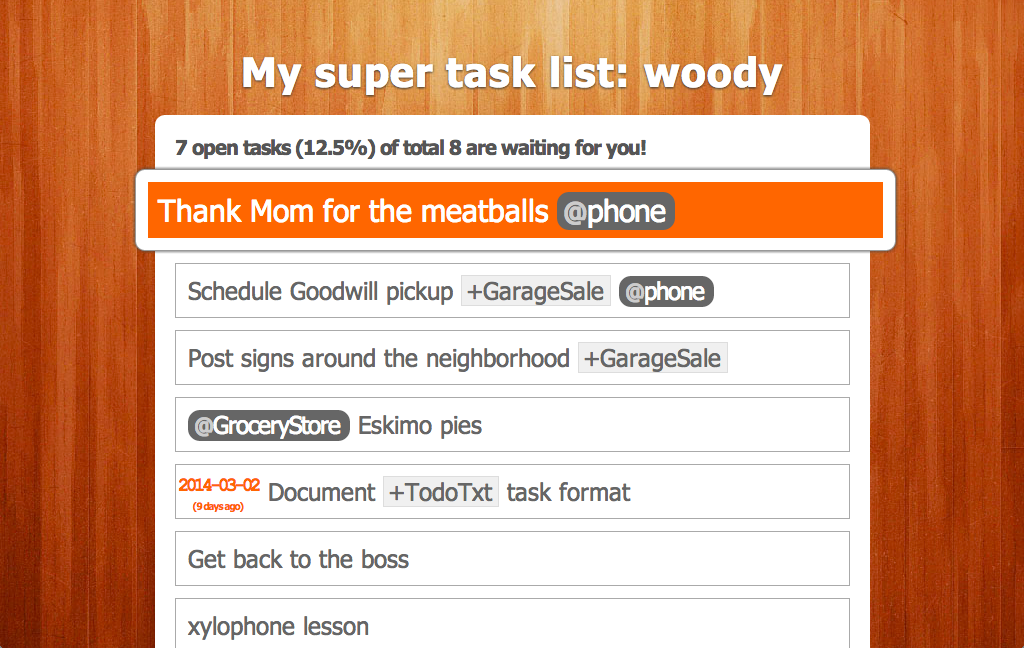 My super task list: woody
7 open tasks (12.5%) of total 8 are waiting for you!
Thank Mom for the meatballs @phone
Schedule Goodwill pickup +GarageSale @phone
Post signs around the neighborhood +GarageSale
@GroceryStore Eskimo pies
2014-03-02 Document +TodoTxt task format
(9 days ago)
Get back to the boss
xylophone lesson